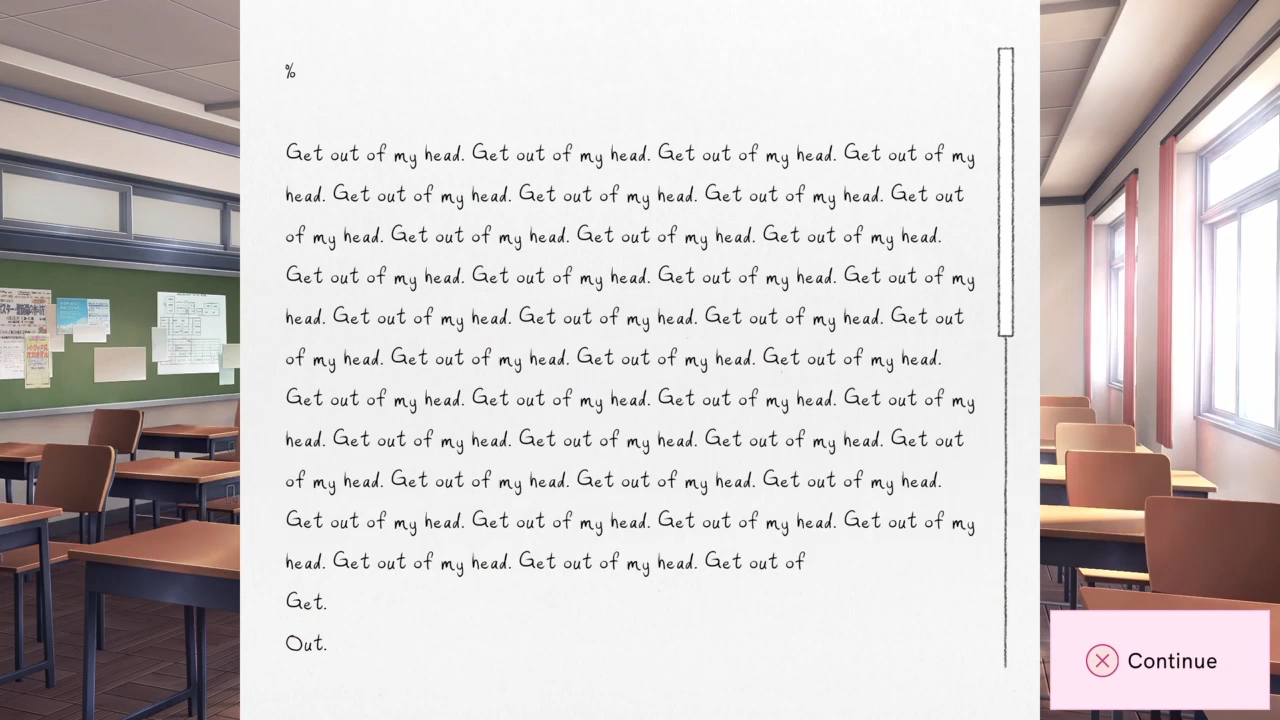 %
Get out of my head. Get out of my head. Get out of my head. Get out of my
head. Get out of my head. Get out of my head. Get out of my head. Get out
of my head. Get out of my head. Get out of my head. Get out of my head.
Get out of my head. Get out of my head. Get out of my head. Get out of my
head. Get out of my head. Get out of my head. Get out of my head. Get out
of my head. Get out of my head. Get out of my head. Get out of my head.
Get out of my head. Get out of my head. Get out of my head. Get out of my
head. Get out of my head. Get out of my head. Get out of my head. Get out
of my head. Get out of my head. Get out of my head. Get out of my head.
Get out of my head. Get out of my head. Get out of my head. Get out of my
head. Get out of my head. Get out of my head. Get out of
Get.
Out.
Continue